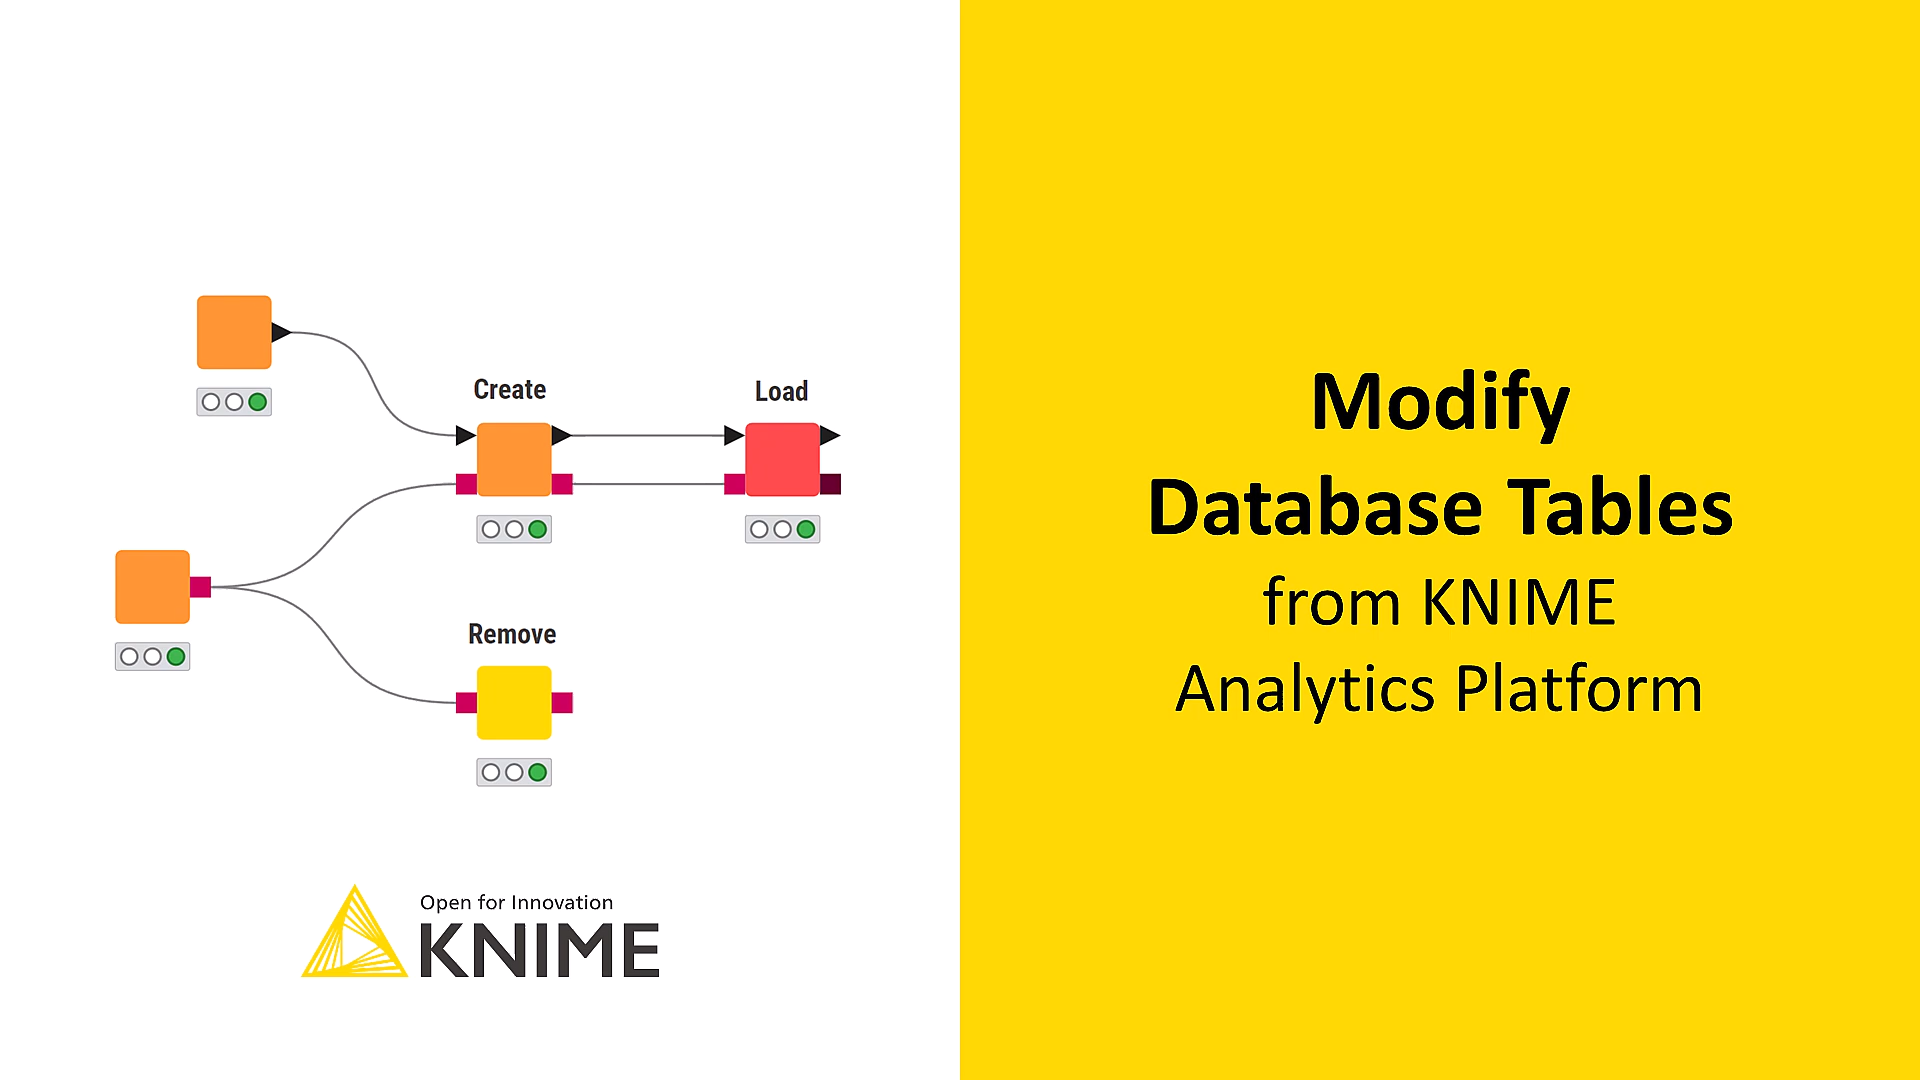 Create
Load
Remove
Open for Innovation
KNIME
Modify
Database Tables
from KNIME
Analytics Platform